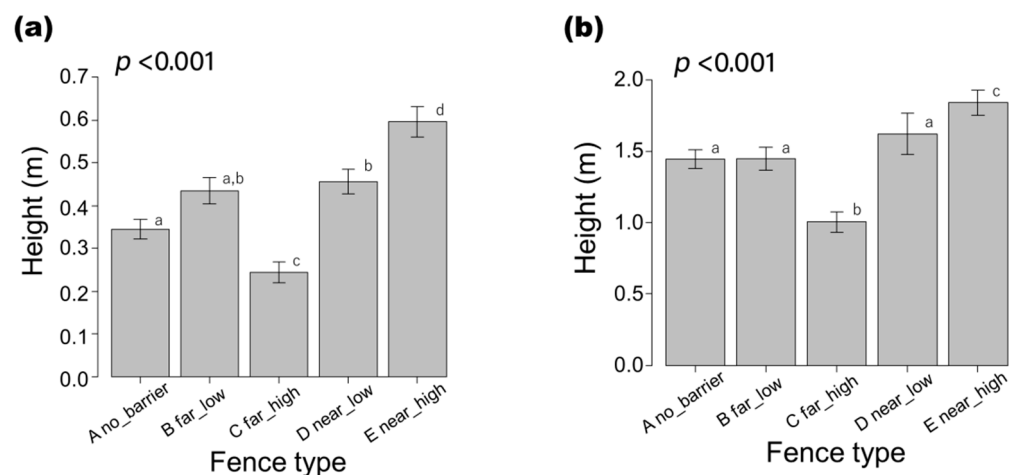 (a)
p <0.001
Height (m)
0.7
0.6
0.5
0.4
0.3
0.2
0.1
0.0
a
a,b
c
b
d
A no_barrier
B far_low
C far_high
D near_low
E near_high
Fence type
(b)
p <0.001
Height (m)
2.0
1.5
1.0
0.5
0.0
a
a
b
a
c
A no_barrier
B far_low
C far_high
D near_low
E near_high
Fence type